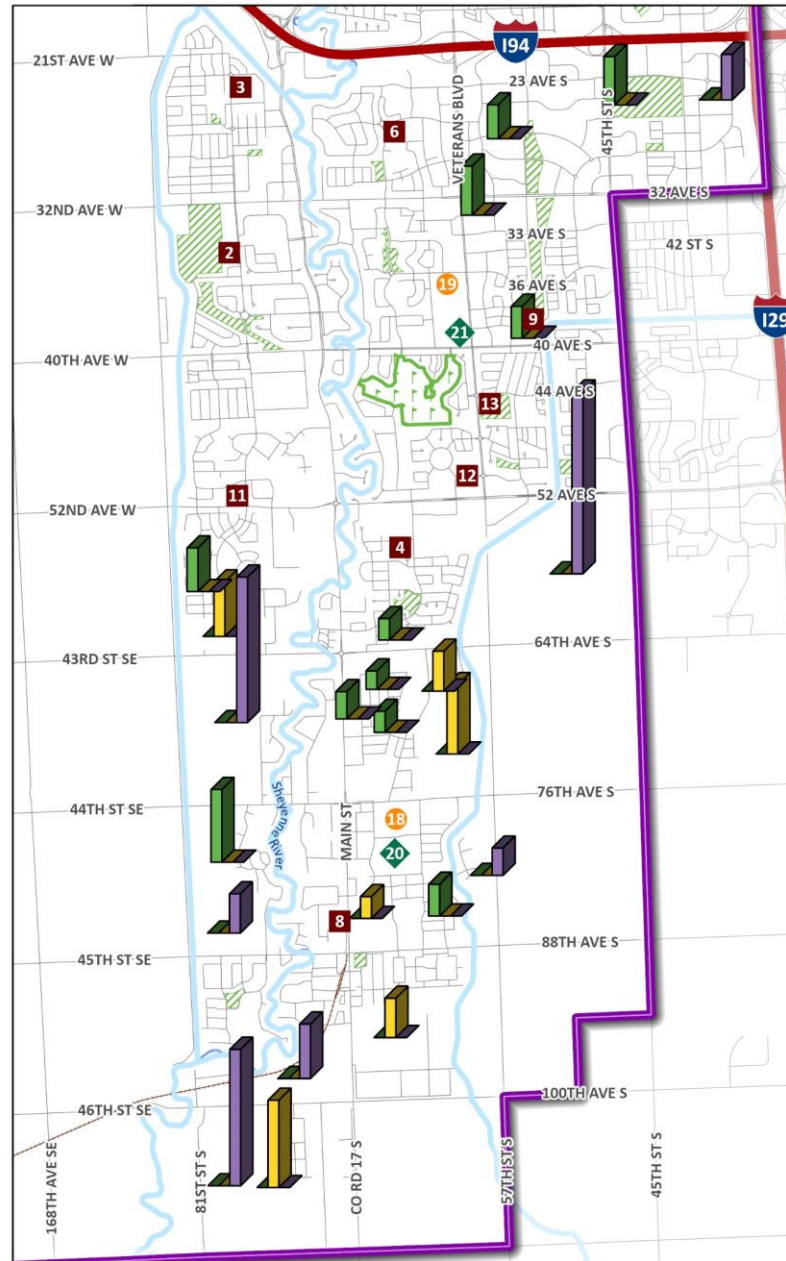 I94
21ST AVE W
23 AVE S
3
VETERANS BLVD
45TH ST S
6
32 AVE S
32ND AVE W
33 AVE S
42 ST S
2
36 AVE S
19
9
I29
21
40 AVE S
40TH AVE W
44 AVE S
13
12
11
52 AVE S
52ND AVE W
4
64TH AVE S
43RD ST SE
76TH AVE S
44TH ST SE
Sheyenne River
MAIN ST
18
20
8
88TH AVE S
45TH ST SE
100TH AVE S
46TH ST SE
168TH AVE SE
81ST ST S
CO RD 17 S
57TH ST S
45TH ST S